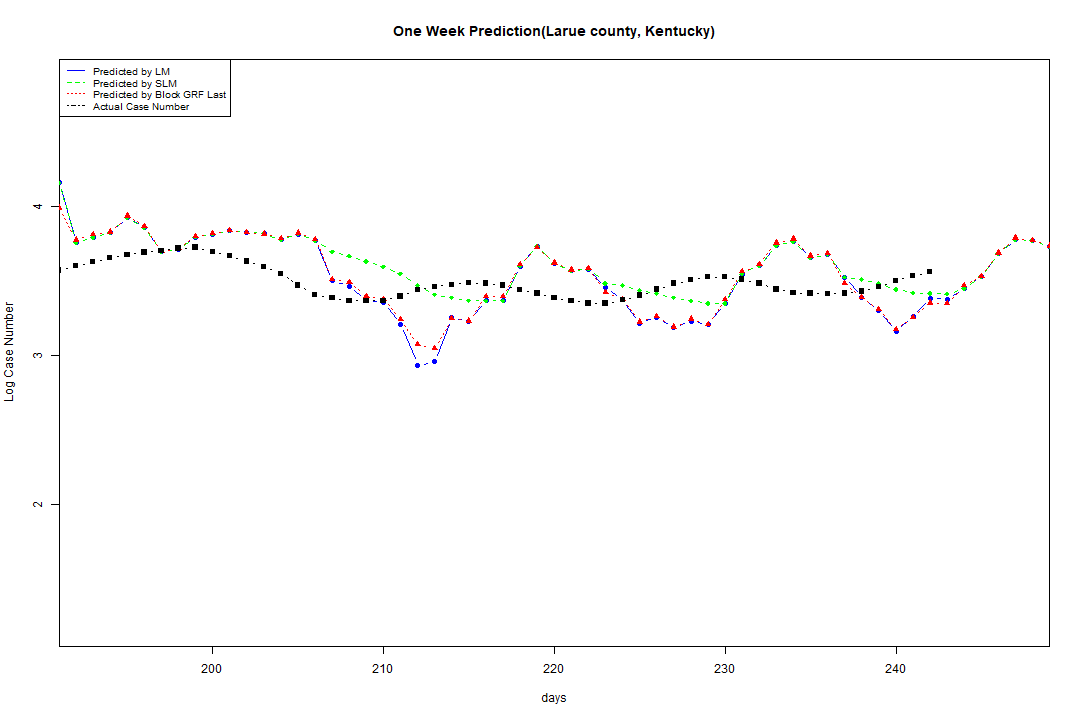 One Week Prediction(Larue county, Kentucky)
Predicted by LM
Predicted by SLM
Predicted by Block GRF Last
Actual Case Number
Log Case Number
4
3
2
200 210 220 230 240
days